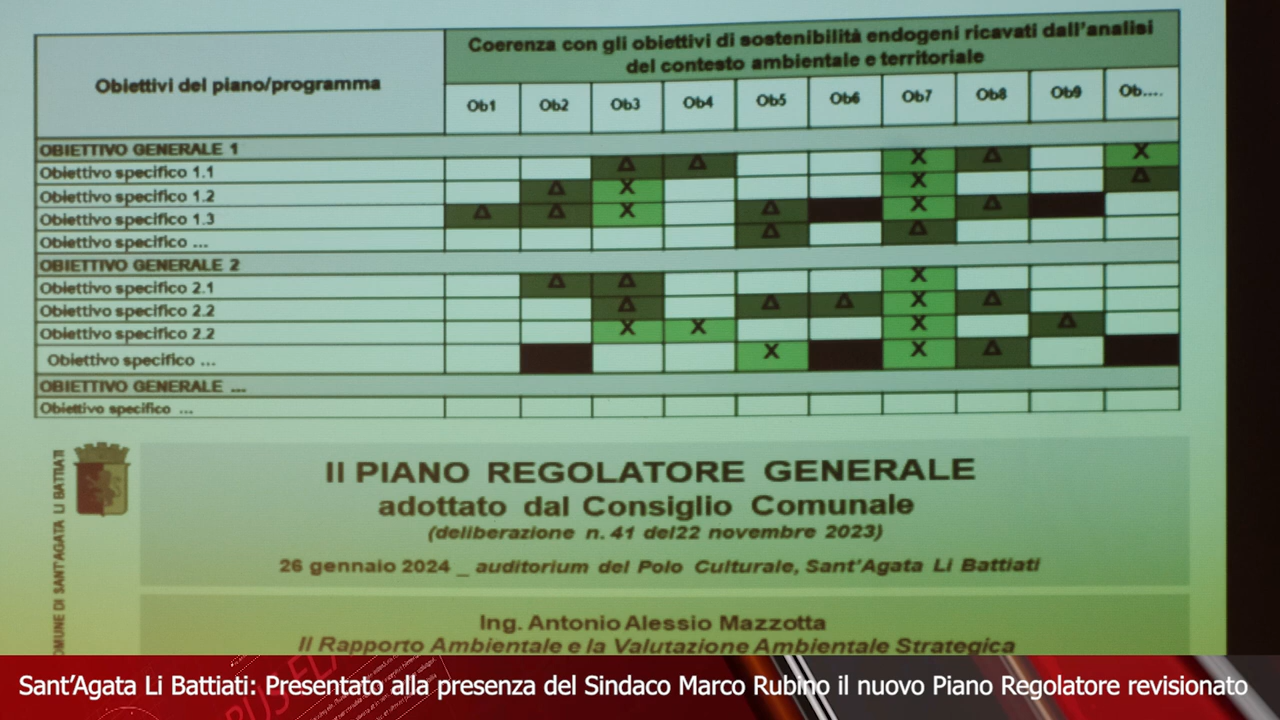 Obiettivi del piano/programma
Coerenza con gli obiettivi di sostenibilità endogeni ricavati dall'analisi
del contesto ambientale e territoriale
Ob1 Ob2 Ob3 Ob4 Ob5 Ob6 Ob7 Ob8 Ob9 Ob....
OBIETTIVO GENERALE 1
Obiettivo specifico 1.1 Δ Δ X Δ X
Obiettivo specifico 1.2 Δ X X Δ
Obiettivo specifico 1.3 Δ Δ X Δ X Δ
Obiettivo specifico ... Δ Δ
OBIETTIVO GENERALE 2
Obiettivo specifico 2.1 Δ Δ X
Obiettivo specifico 2.2 Δ Δ Δ X Δ
Obiettivo specifico 2.2 X X X Δ
Obiettivo specifico ... X X Δ
OBIETTIVO GENERALE ...
Obiettivo specifico ...
COMUNE DI SANT'AGATA LI BATTIATI
Il PIANO REGOLATORE GENERALE
adottato dal Consiglio Comunale
(deliberazione n. 41 del22 novembre 2023)
26 gennaio 2024 _ auditorium del Polo Culturale, Sant'Agata Li Battiati
Ing. Antonio Alessio Mazzotta
Il Rapporto Ambientale e la Valutazione Ambientale Strategica
Sant'Agata Li Battiati: Presentato alla presenza del Sindaco Marco Rubino il nuovo Piano Regolatore revisionato